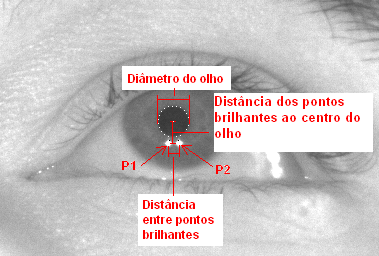 Diâmetro do olho
Distância dos pontos
brilhantes ao centro do
olho
P1
P2
Distância
entre pontos
brilhantes